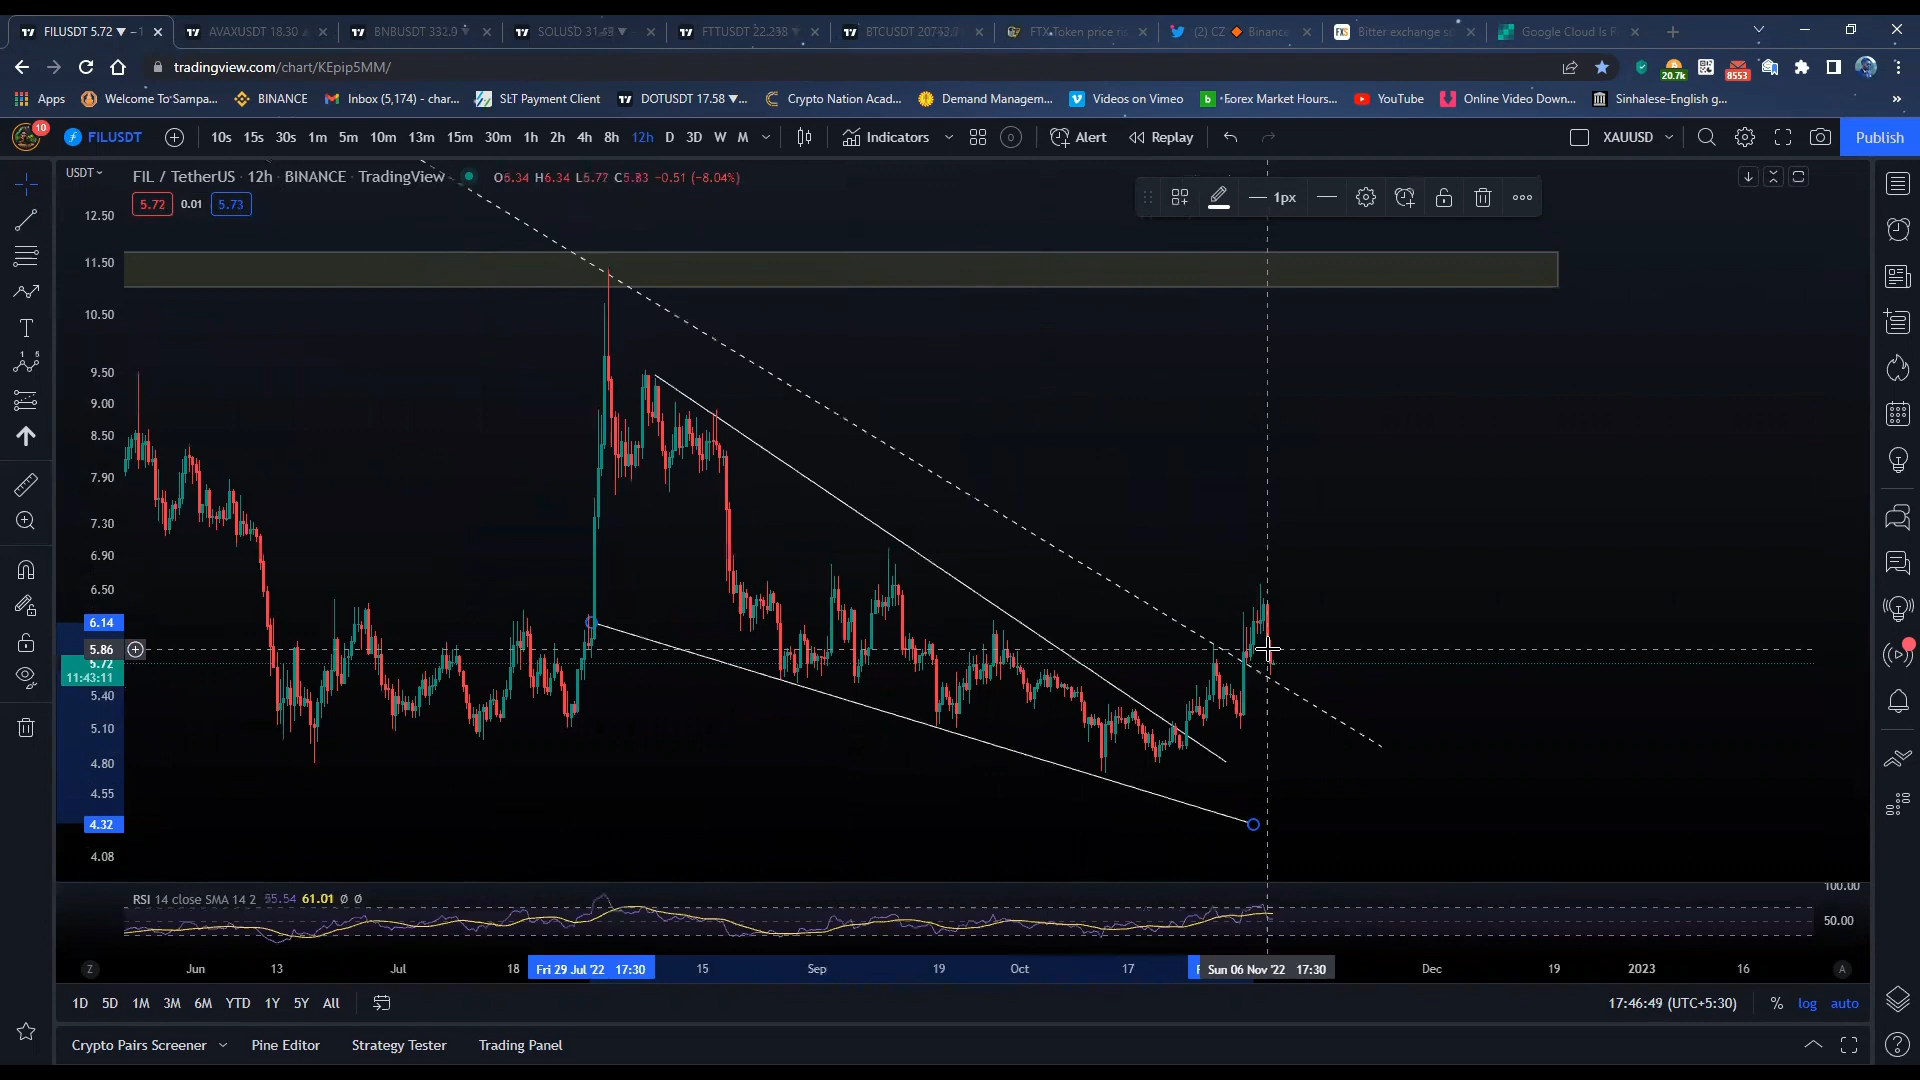 FILUSDT 5.72 ▼ −1
AVAXUSDT 18.30
BNBUSDT 332.9
SOLUSD
FTTUSDT
BTCUSDT
FTX Token price
(2) CZ 🔶 Binance
Bitter exchange
Google Cloud Is
tradingview.com/chart/KEpip5MM/
20.7k
8553
Apps
Welcome To Sampa...
BINANCE
Inbox (5,174) - char...
SLT Payment Client
DOTUSDT 17.58 ▼...
Crypto Nation Acad...
Demand Managem...
Videos on Vimeo
Forex Market Hours...
YouTube
Online Video Down...
Sinhalese-English g...
»
10
FILUSDT
10s 15s 30s 1m 5m 10m 13m 15m 30m 1h 2h 4h 8h 12h D 3D W M
Indicators
Alert
Replay
XAUUSD
Publish
USDT
FIL / TetherUS · 12h · BINANCE · TradingView
O6.34 H6.34 L5.72 C5.83 −0.51 (−8.04%)
5.72 0.01 5.73
1px
12.50
11.50
10.50
9.50
9.00
8.50
7.90
7.30
6.90
6.50
6.14
5.86
5.72
11:43:11
5.40
5.10
4.80
4.55
4.32
4.08
RSI 14 close SMA 14 2 55.54 61.01 Ø Ø
100.00
50.00
Z Jun 13 Jul 18 Fri 29 Jul '22 17:30 15 Sep 19 Oct 17 Sun 06 Nov '22 17:30 Dec 19 2023 16 A
1D 5D 1M 3M 6M YTD 1Y 5Y All
17:46:49 (UTC+5:30)
% log auto
Crypto Pairs Screener
Pine Editor
Strategy Tester
Trading Panel